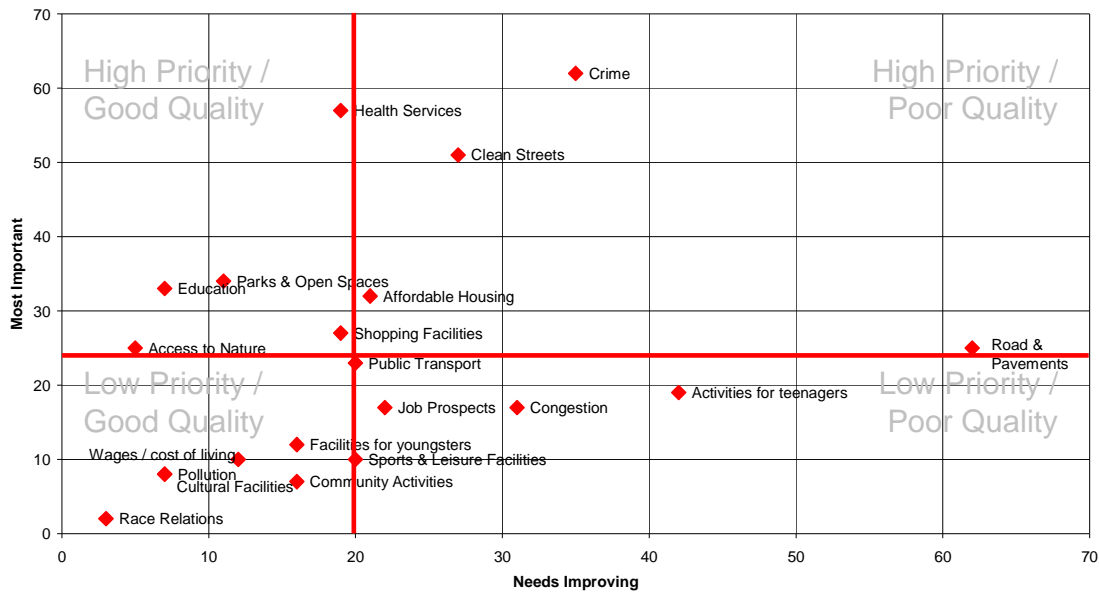 70
60
50
40
30
20
10
0
Most Important
High Priority /
Good Quality
High Priority /
Poor Quality
Crime
Health Services
Clean Streets
Parks & Open Spaces
Education
Affordable Housing
Shopping Facilities
Access to Nature
Road &
Pavements
Public Transport
Low Priority /
Good Quality
Low Priority /
Poor Quality
Activities for teenagers
Job Prospects
Congestion
Facilities for youngsters
Wages / cost of living
Sports & Leisure Facilities
Pollution
Cultural Facilities
Community Activities
Race Relations
0
10
20
30
40
50
60
70
Needs Improving